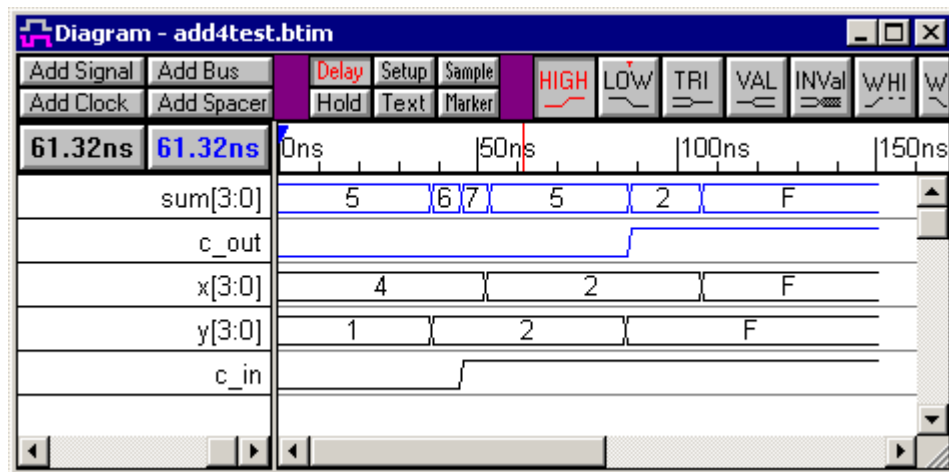 Diagram - add4test.btim
Add Signal Add Bus Delay Setup Sample HIGH LOW TRI VAL INVal WHI W
Add Clock Add Spacer Hold Text Marker
61.32ns 61.32ns 0ns 50ns 100ns 150ns
sum[3:0] 5 6 7 5 2 F
c_out
x[3:0] 4 2 F
y[3:0] 1 2 F
c_in